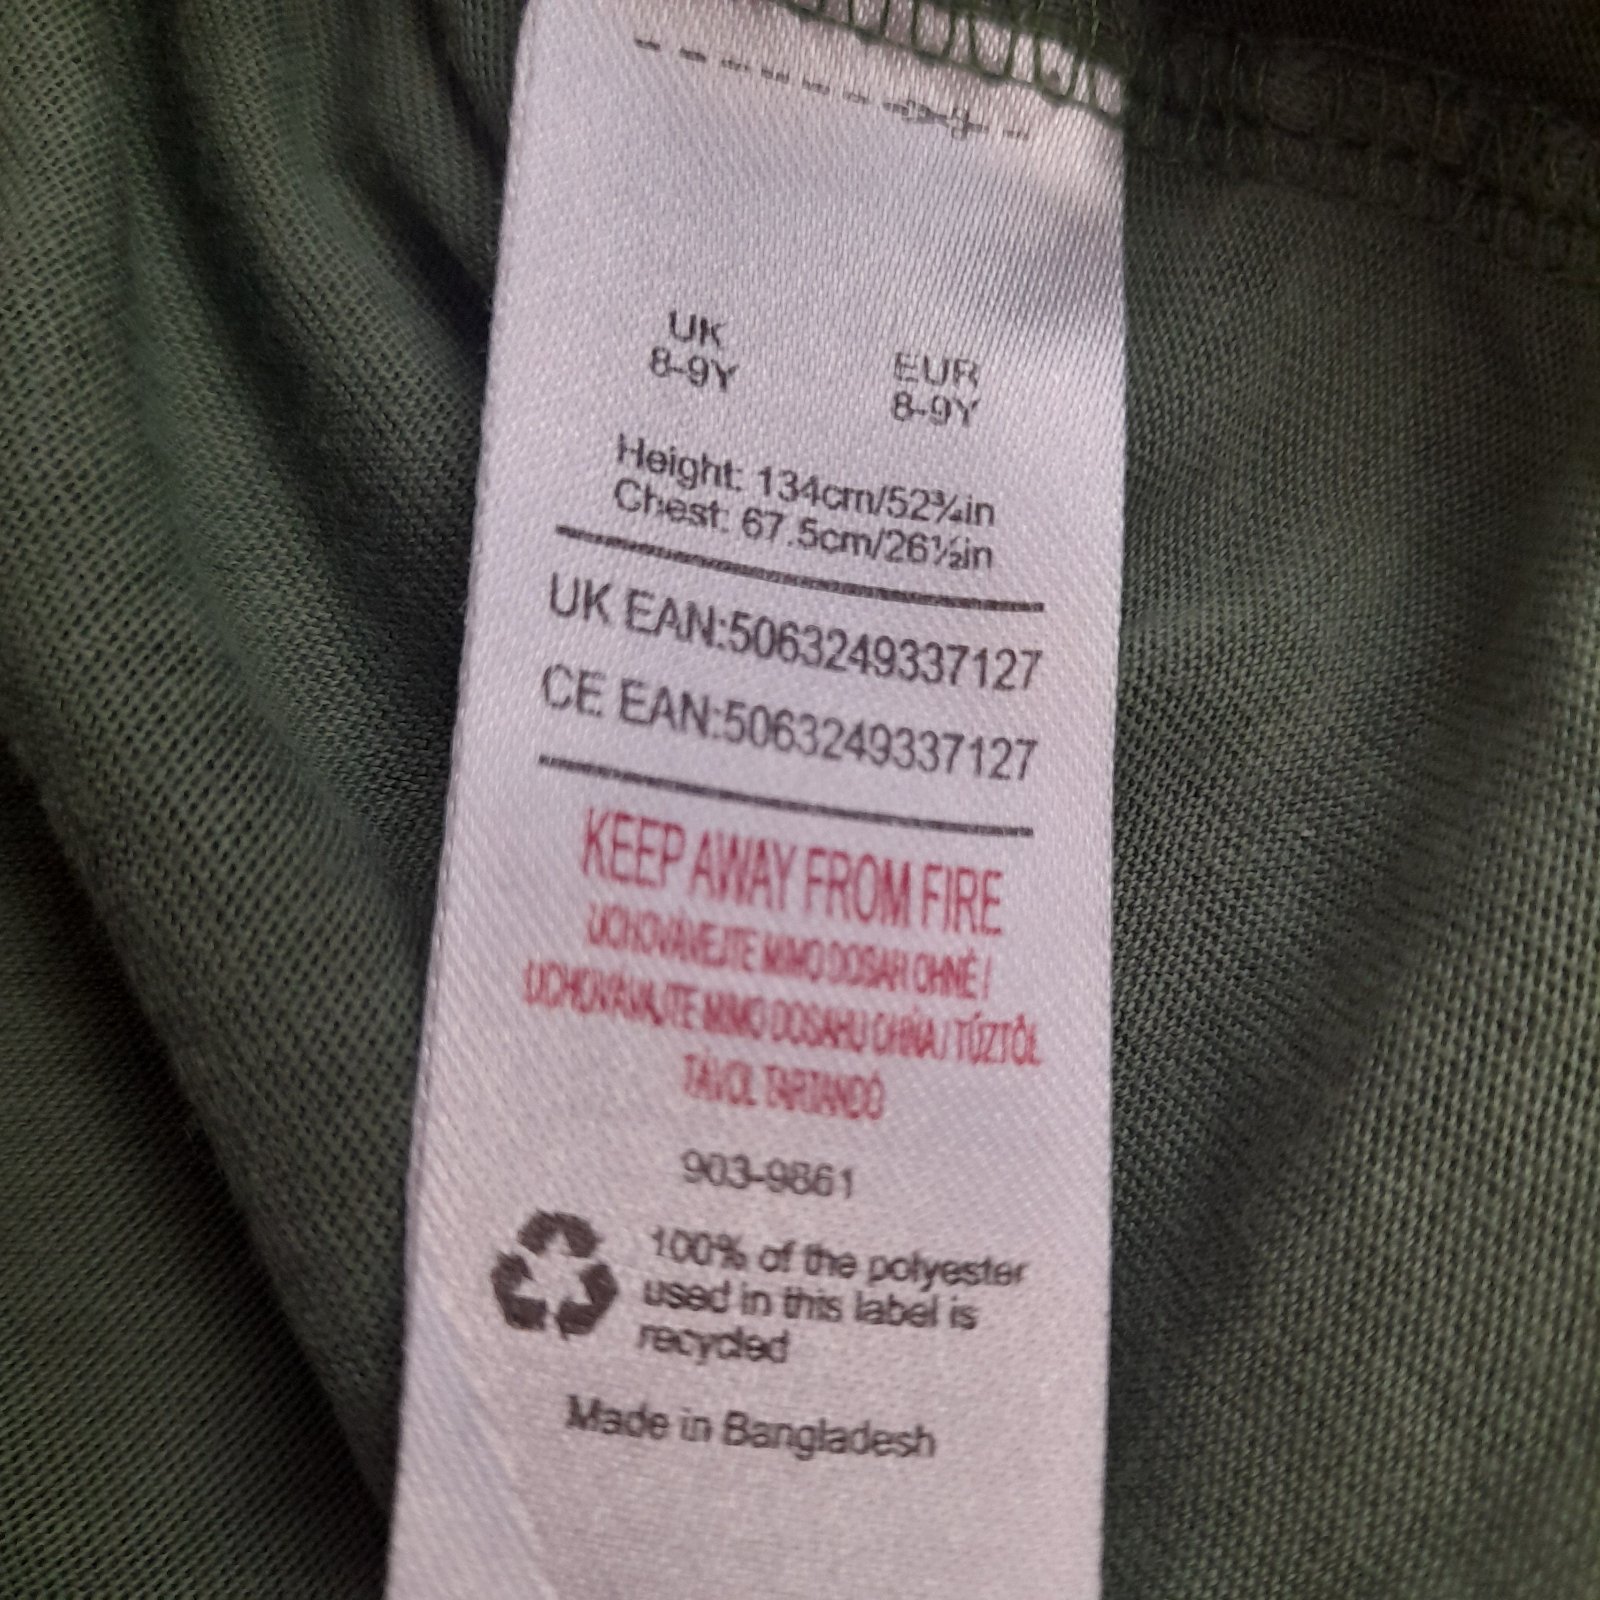 UK
8-9Y
EUR
8-9Y
Height: 134cm/52¾in
Chest: 67.5cm/26½in
UK EAN:5063249337127
CE EAN:5063249337127
KEEP AWAY FROM FIRE
UCHOVÁVEJTE MIMO DOSAH OHNĚ /
UCHOVÁVAJTE MIMO DOSAHU OHŇA / TŰZTŐL
TÁVOL TARTANDÓ
903-9861
100% of the polyester
used in this label is
recycled
Made in Bangladesh